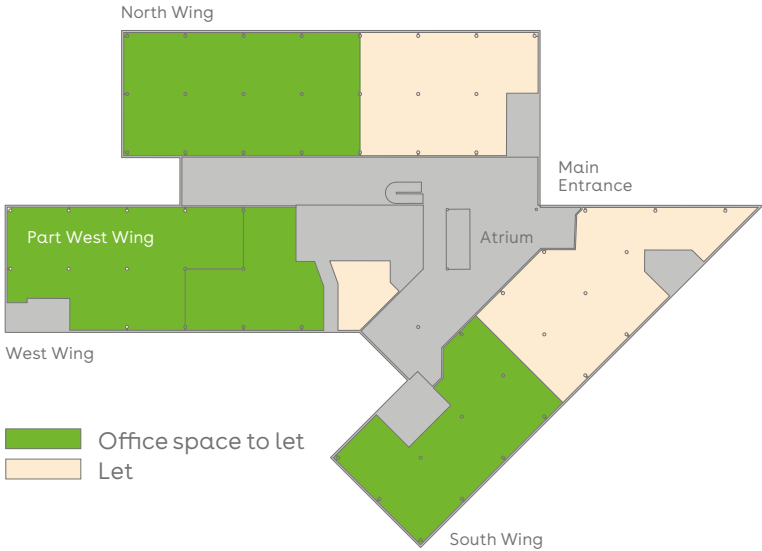 North Wing
Main
Entrance
Part West Wing
Atrium
West Wing
Office space to let
Let
South Wing